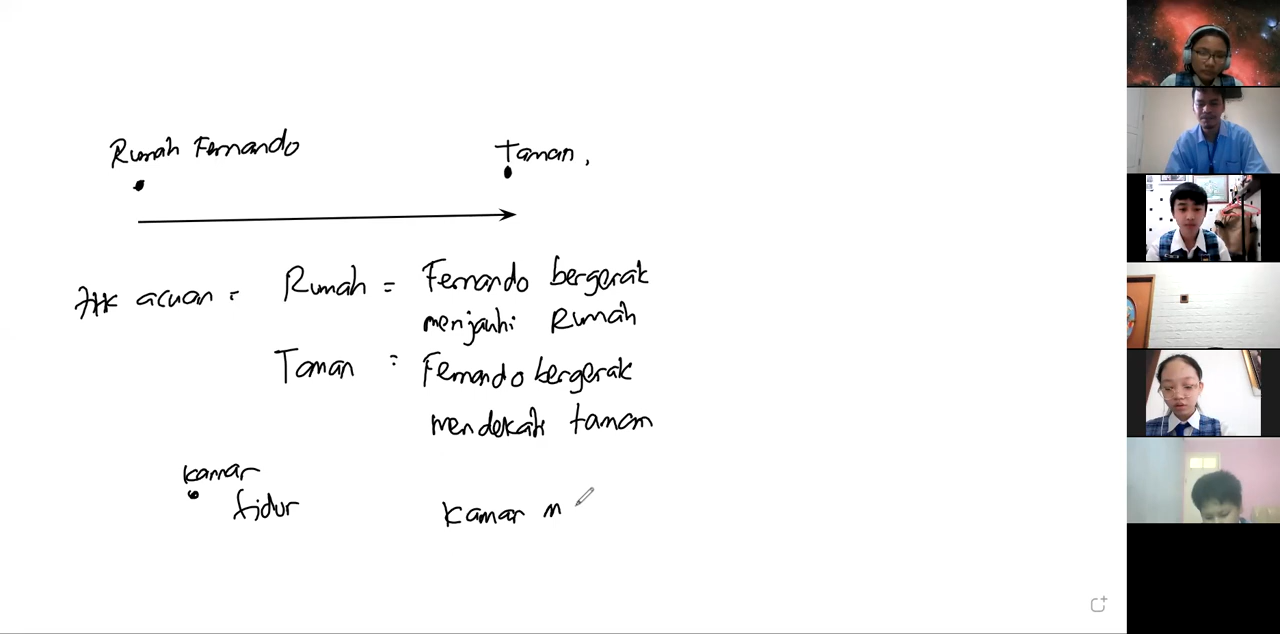 Rumah Fernando
Taman,
titik acuan = Rumah = Fernando bergerak
menjauhi Rumah
Taman : Fernando bergerak
mendekati taman
kamar
tidur
kamar m